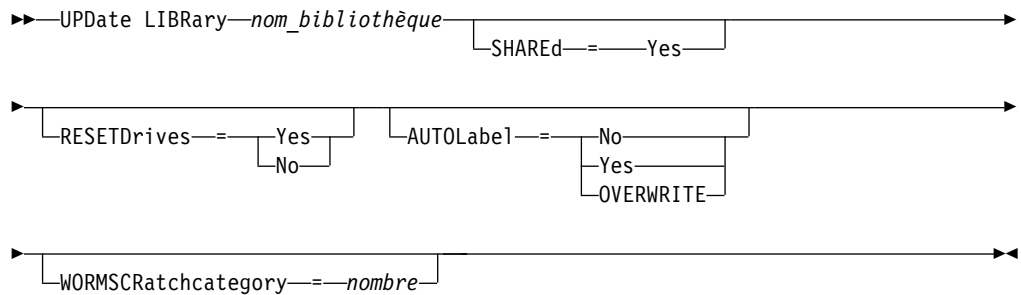 UPDate LIBRary nom_bibliothèque
SHAREd = Yes
RESETDrives = Yes
No
AUTOLabel = No
Yes
OVERWRITE
WORMSCRatchcategory = nombre